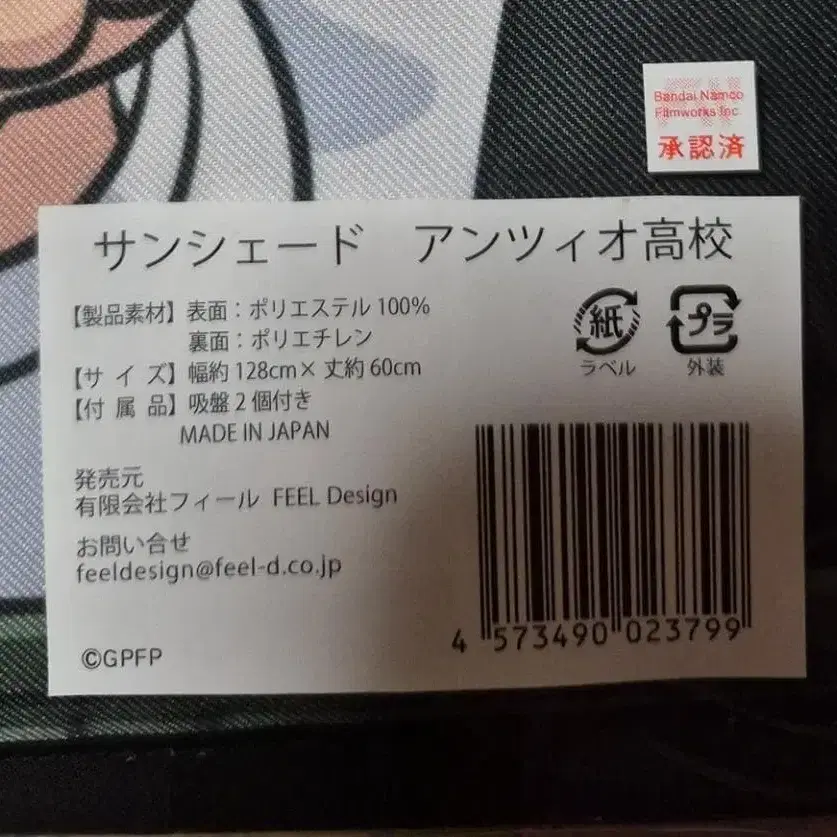 Bandai Namco
Filmworks Inc.
承認済
サンシェード　アンツィオ高校
【製品素材】表面：ポリエステル 100%
裏面：ポリエチレン
【サ イ ズ】幅約 128cm× 丈約 60cm
【付 属 品】吸盤 2 個付き
MADE IN JAPAN
紙
ラベル
プラ
外装
発売元
有限会社フィール FEEL Design
お問い合せ
feeldesign@feel-d.co.jp
©GPFP
4 573490 023799